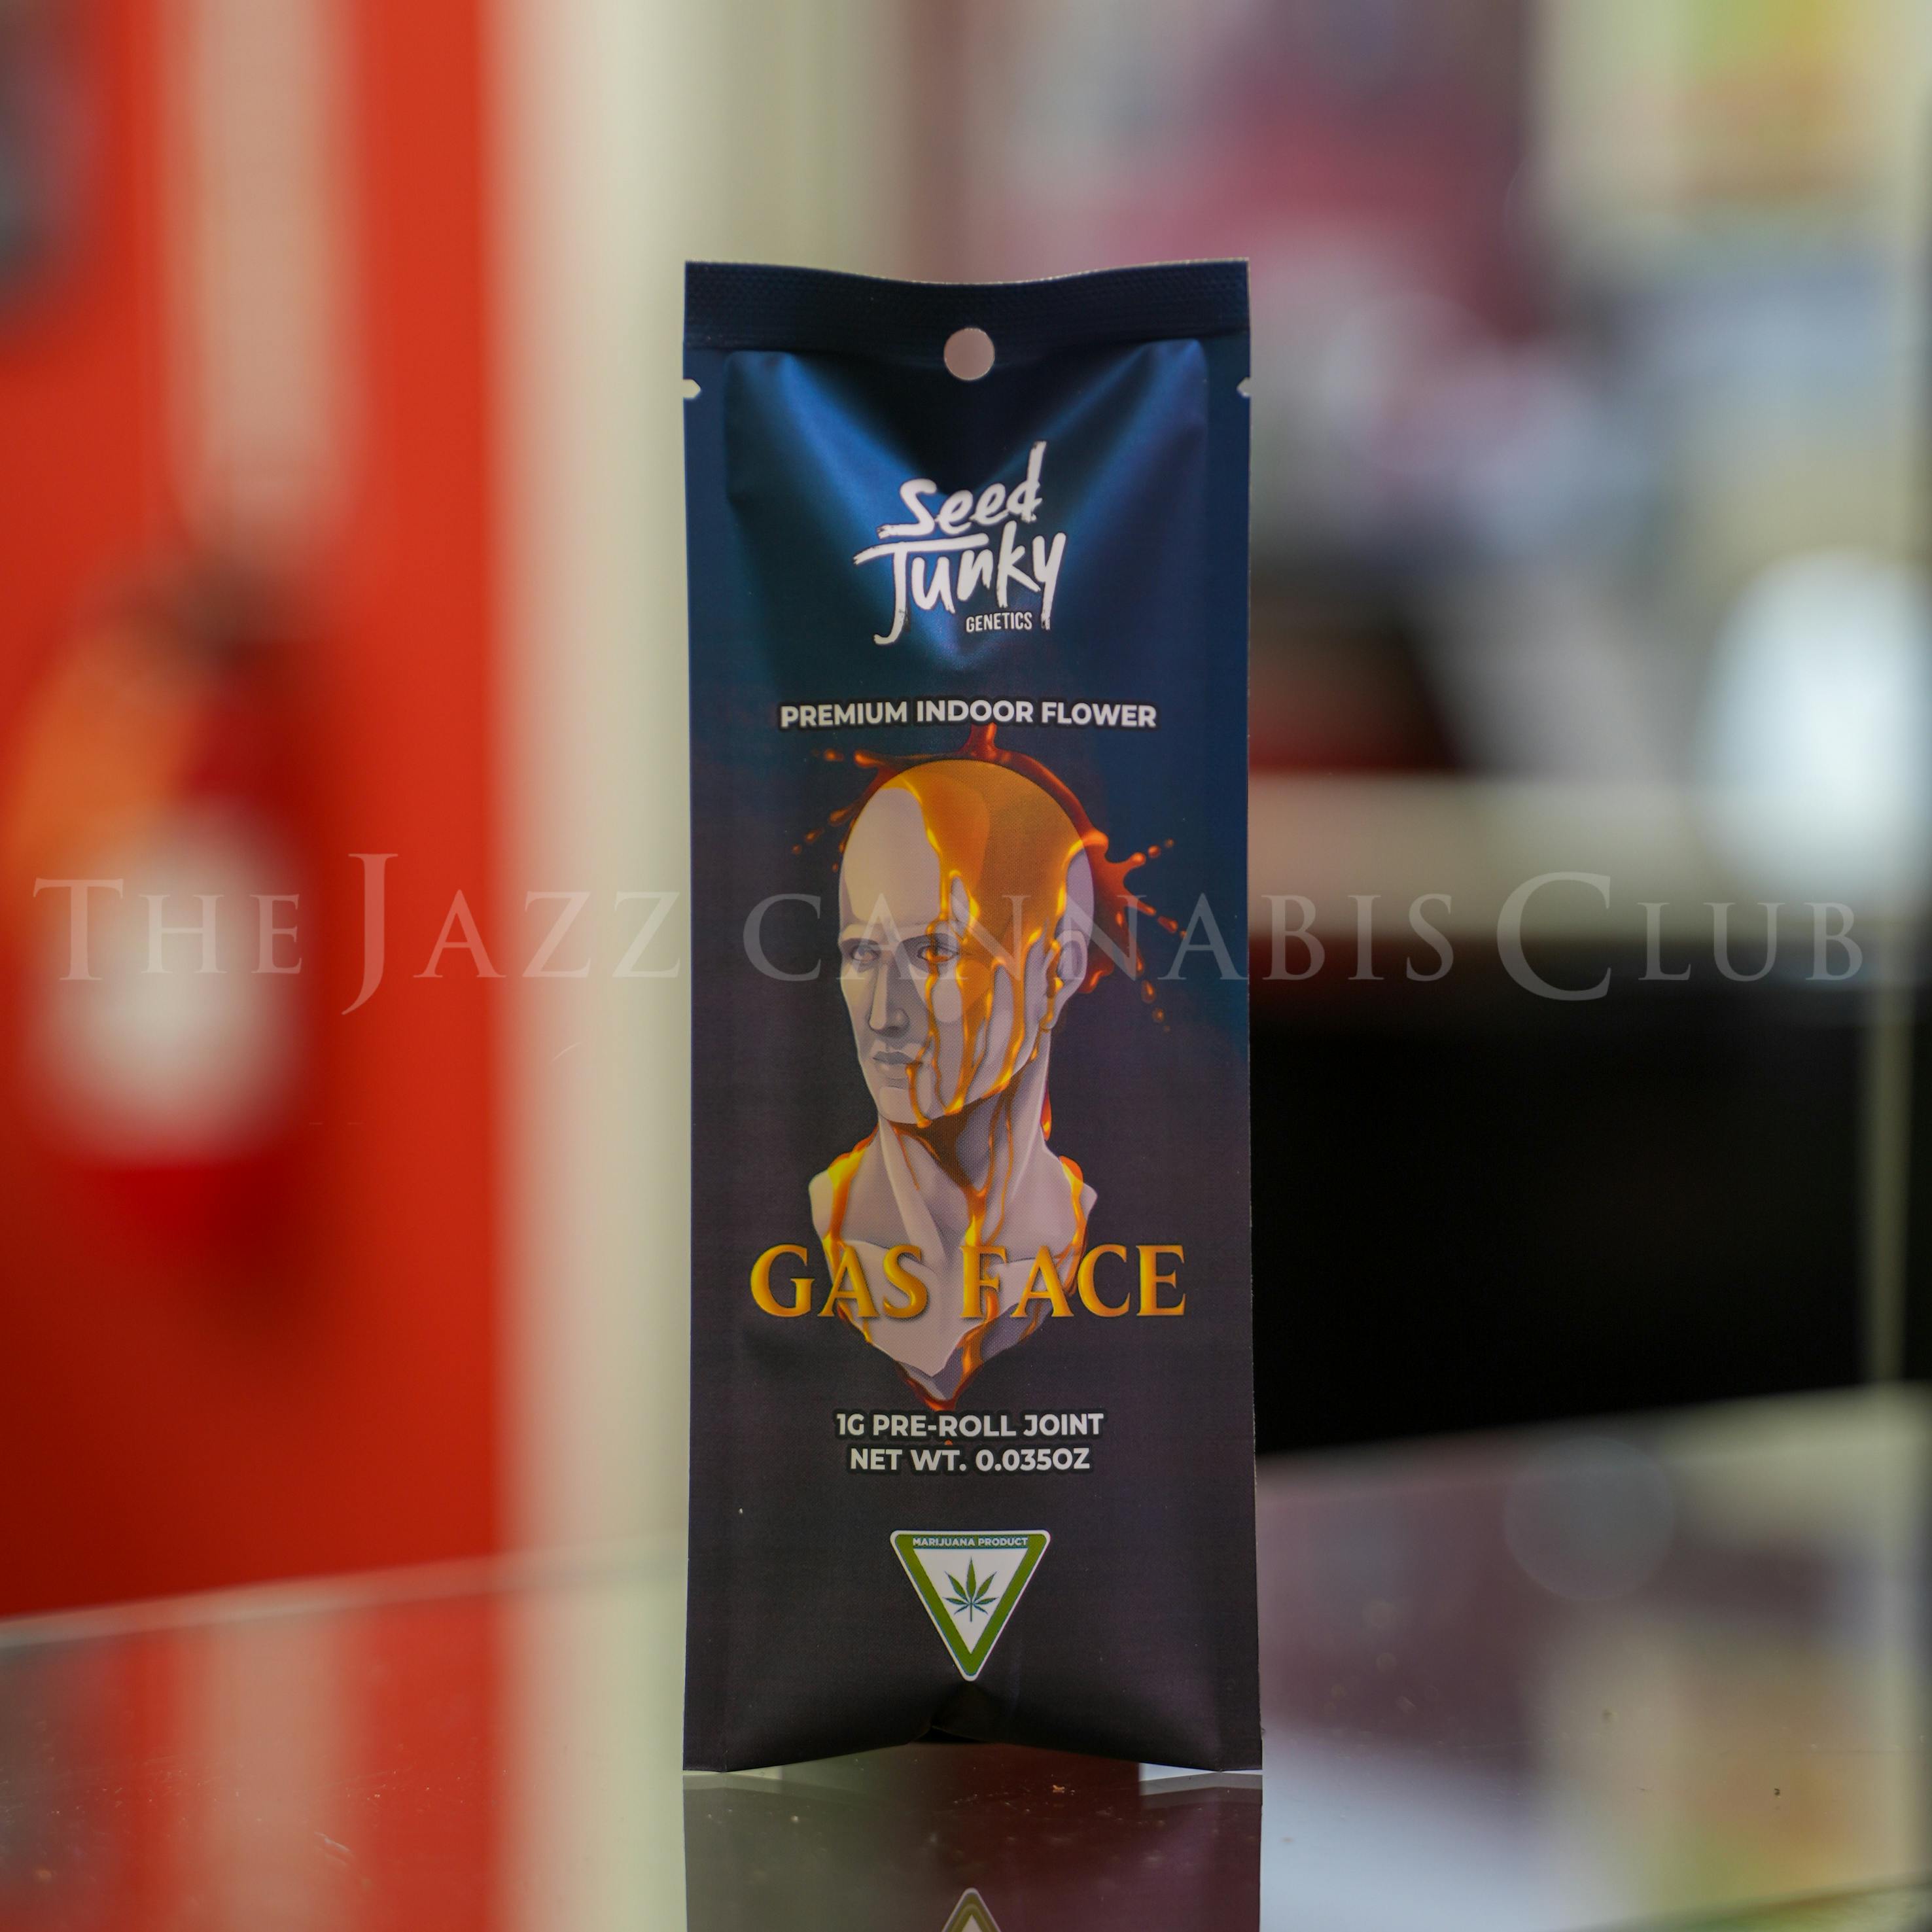 Seed
Junky
GENETICS
PREMIUM INDOOR FLOWER
THE JAZZ CANNABIS CLUB
GAS FACE
1G PRE-ROLL JOINT
NET WT. 0.035OZ
MARIJUANA PRODUCT